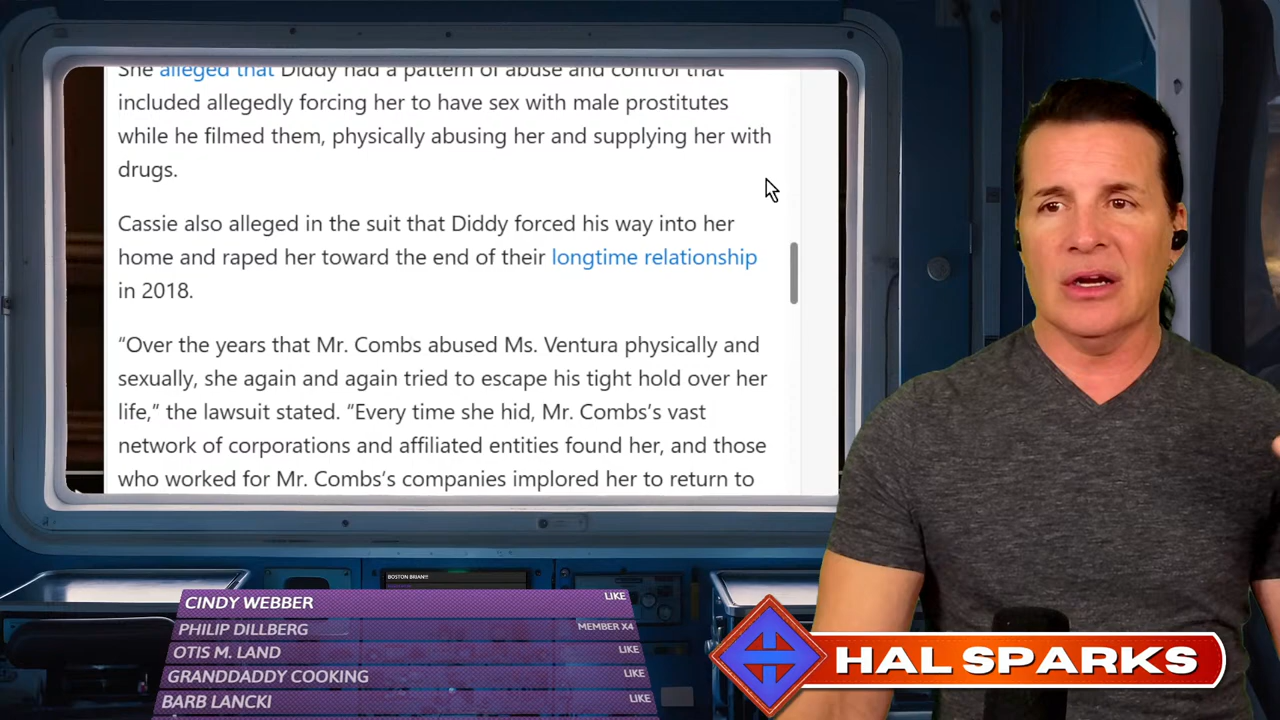 She alleged that Diddy had a pattern of abuse and control that
included allegedly forcing her to have sex with male prostitutes
while he filmed them, physically abusing her and supplying her with
drugs.
Cassie also alleged in the suit that Diddy forced his way into her
home and raped her toward the end of their longtime relationship
in 2018.
“Over the years that Mr. Combs abused Ms. Ventura physically and
sexually, she again and again tried to escape his tight hold over her
life,” the lawsuit stated. “Every time she hid, Mr. Combs’s vast
network of corporations and affiliated entities found her, and those
who worked for Mr. Combs’s companies implored her to return to
BOSTON BRIAN!!!
CINDY WEBBER LIKE
PHILIP DILLBERG MEMBER X4
OTIS M. LAND LIKE
GRANDDADDY COOKING LIKE
BARB LANCKI LIKE
HAL SPARKS